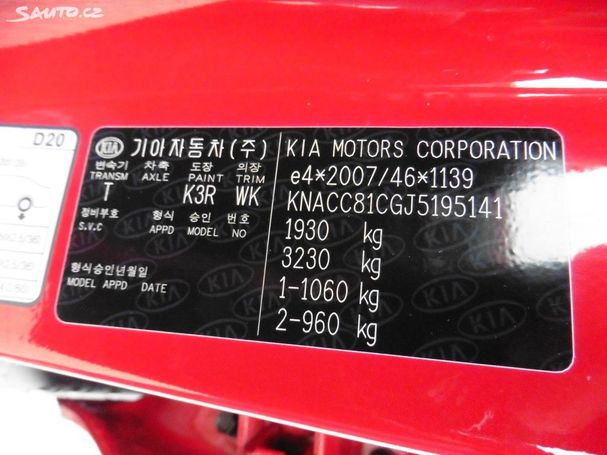 Sauto.cz
D20
KIA 기아자동차(주)
변속기 차축 도장 의장
TRANSM AXLE PAINT TRIM
T K3R WK
정비부호 형식 승인 번호
S.V.C APPD MODEL NO
형식승인년월일
MODEL APPD DATE
KIA MOTORS CORPORATION
e4*2007/46*1139
KNACC81CGJ5195141
1930 kg
3230 kg
1-1060 kg
2-960 kg